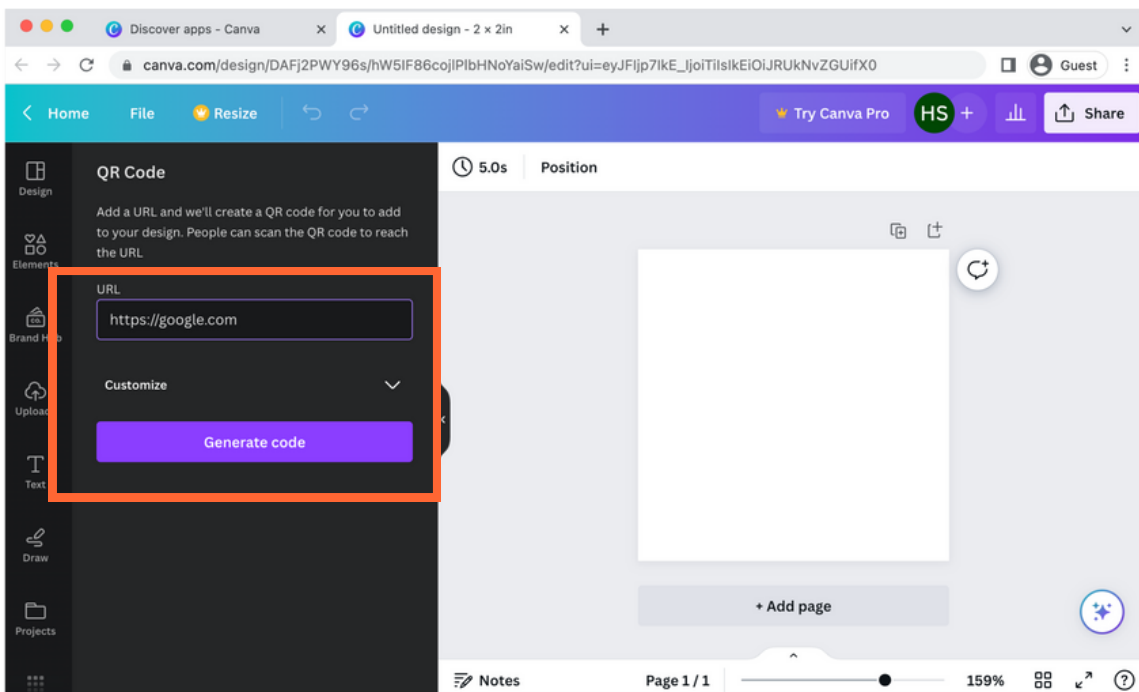 Discover apps - Canva
Untitled design - 2 × 2in
canva.com/design/DAFj2PWY96s/hW5IF86cojIPIbHNoYaiSw/edit?ui=eyJFIjp7IkE_IjoiTiIsIkEiOiJRUkNvZGUifX0
Guest
Home
File
Resize
Try Canva Pro
HS
Share
Design
Elements
Brand H b
CO.
Upload
Text
Draw
Projects
QR Code
Add a URL and we'll create a QR code for you to add
to your design. People can scan the QR code to reach
the URL
URL
https://google.com
Customize
Generate code
5.0s
Position
+ Add page
Notes
Page 1 / 1
159%